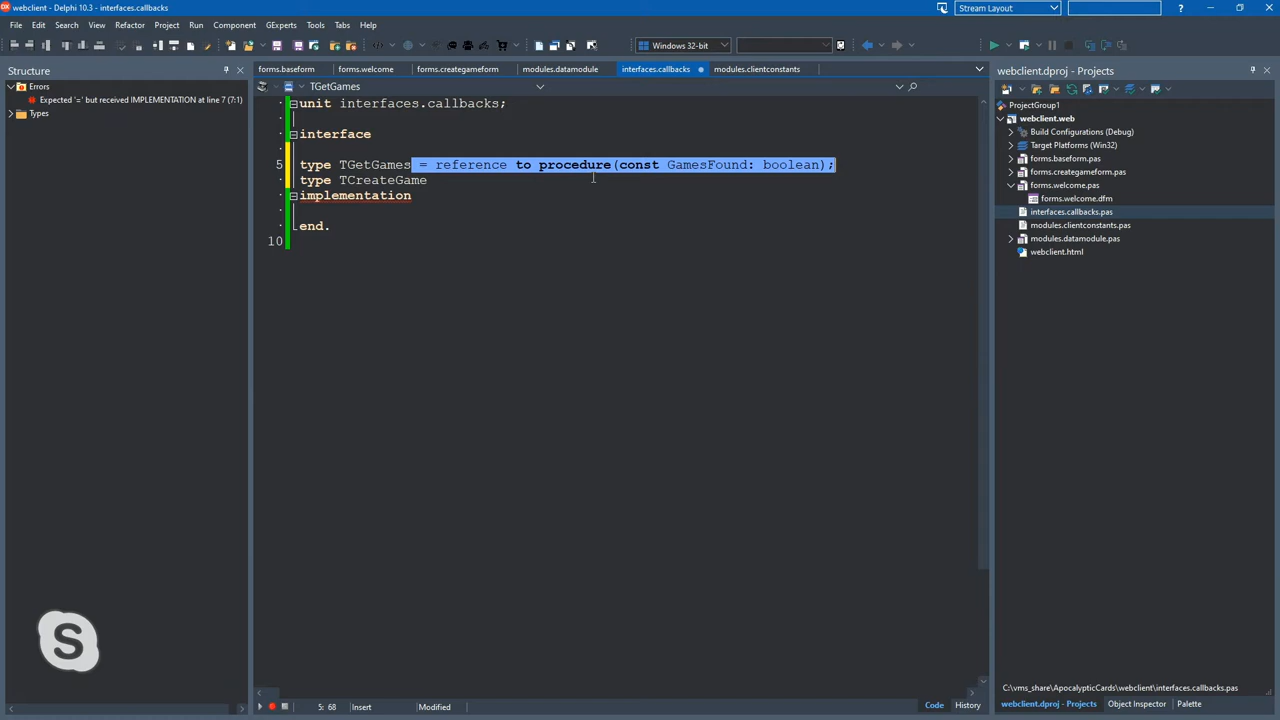 webclient - Delphi 10.3 - interfaces.callbacks
Stream Layout
File Edit Search View Refactor Project Run Component GExperts Tools Tabs Help
Windows 32-bit
Structure
Errors
Expected '=' but received IMPLEMENTATION at line 7 (7:1)
Types
forms.baseform forms.welcome forms.creategameform modules.datamodule interfaces.callbacks modules.clientconstants
TGetGames
unit interfaces.callbacks;
interface
5 type TGetGames = reference to procedure(const GamesFound: boolean);
type TCreateGame
implementation
end.
10
webclient.dproj - Projects
ProjectGroup1
webclient.web
Build Configurations (Debug)
Target Platforms (Win32)
forms.baseform.pas
forms.creategameform.pas
forms.welcome.pas
forms.welcome.dfm
interfaces.callbacks.pas
modules.clientconstants.pas
modules.datamodule.pas
webclient.html
C:\vms_share\ApocalypticCards\webclient\interfaces.callbacks.pas
webclient.dproj - Projects Object Inspector Palette
5: 68 Insert Modified
Code History
S